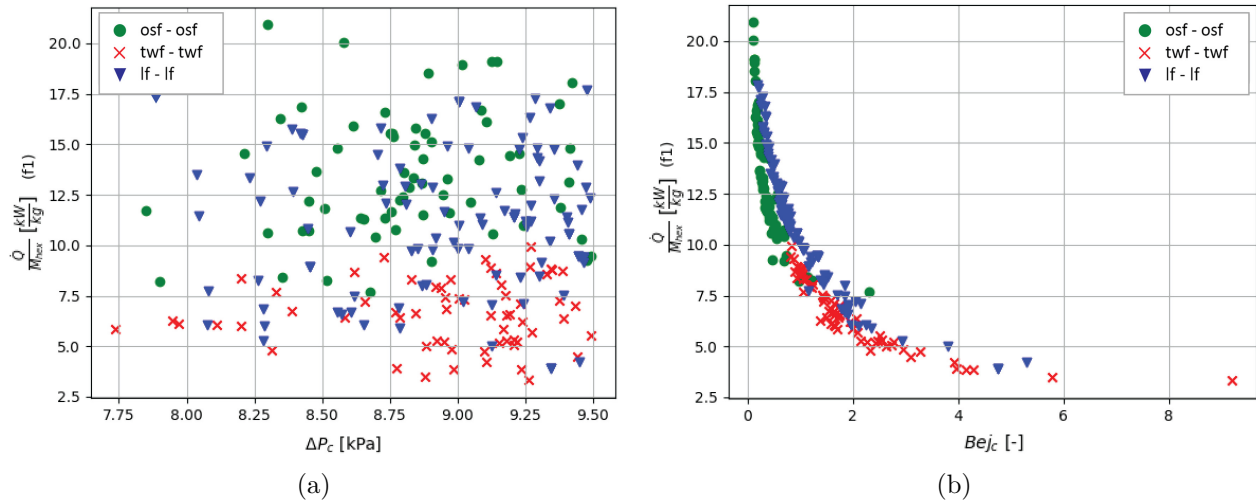 osf - osf
twf - twf
lf - lf
20.0
17.5
15.0
12.5
10.0
7.5
5.0
2.5
Q̇/M_hex [kW/kg] (f1)
7.75 8.00 8.25 8.50 8.75 9.00 9.25 9.50
ΔP_c [kPa]
(a)
osf - osf
twf - twf
lf - lf
20.0
17.5
15.0
12.5
10.0
7.5
5.0
2.5
Q̇/M_hex [kW/kg] (f1)
0 2 4 6 8
Bej_c [-]
(b)